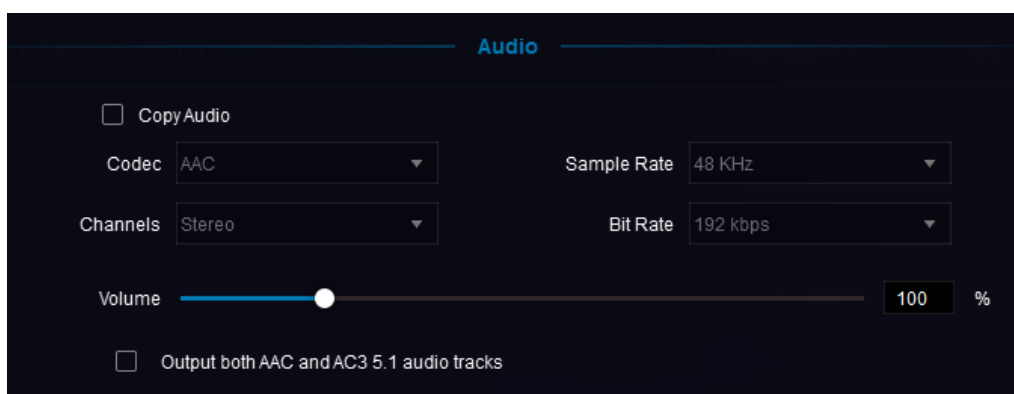 Audio
Copy Audio
Codec AAC Sample Rate 48 KHz
Channels Stereo Bit Rate 192 kbps
Volume 100 %
Output both AAC and AC3 5.1 audio tracks